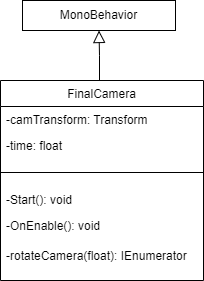 MonoBehavior
FinalCamera
-camTransform: Transform
-time: float
-Start(): void
-OnEnable(): void
-rotateCamera(float): IEnumerator